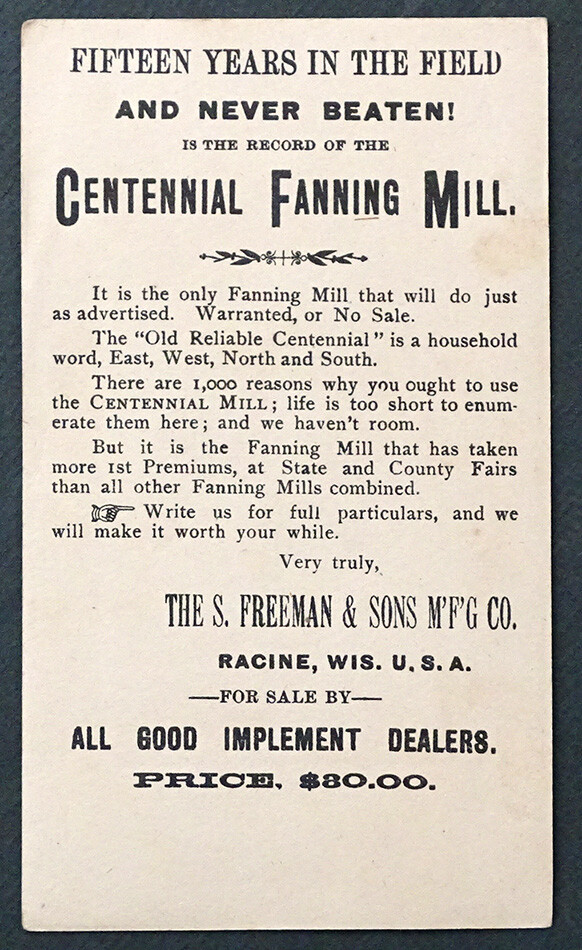 FIFTEEN YEARS IN THE FIELD
AND NEVER BEATEN!
IS THE RECORD OF THE
CENTENNIAL FANNING MILL.
It is the only Fanning Mill that will do just
as advertised. Warranted, or No Sale.
The "Old Reliable Centennial" is a household
word, East, West, North and South.
There are 1,000 reasons why you ought to use
the CENTENNIAL MILL; life is too short to enum-
erate them here; and we haven't room.
But it is the Fanning Mill that has taken
more 1st Premiums, at State and County Fairs
than all other Fanning Mills combined.
Write us for full particulars, and we
will make it worth your while.
Very truly,
THE S. FREEMAN & SONS M'F'G CO.
RACINE, WIS. U.S.A.
—FOR SALE BY—
ALL GOOD IMPLEMENT DEALERS.
PRICE, $30.00.